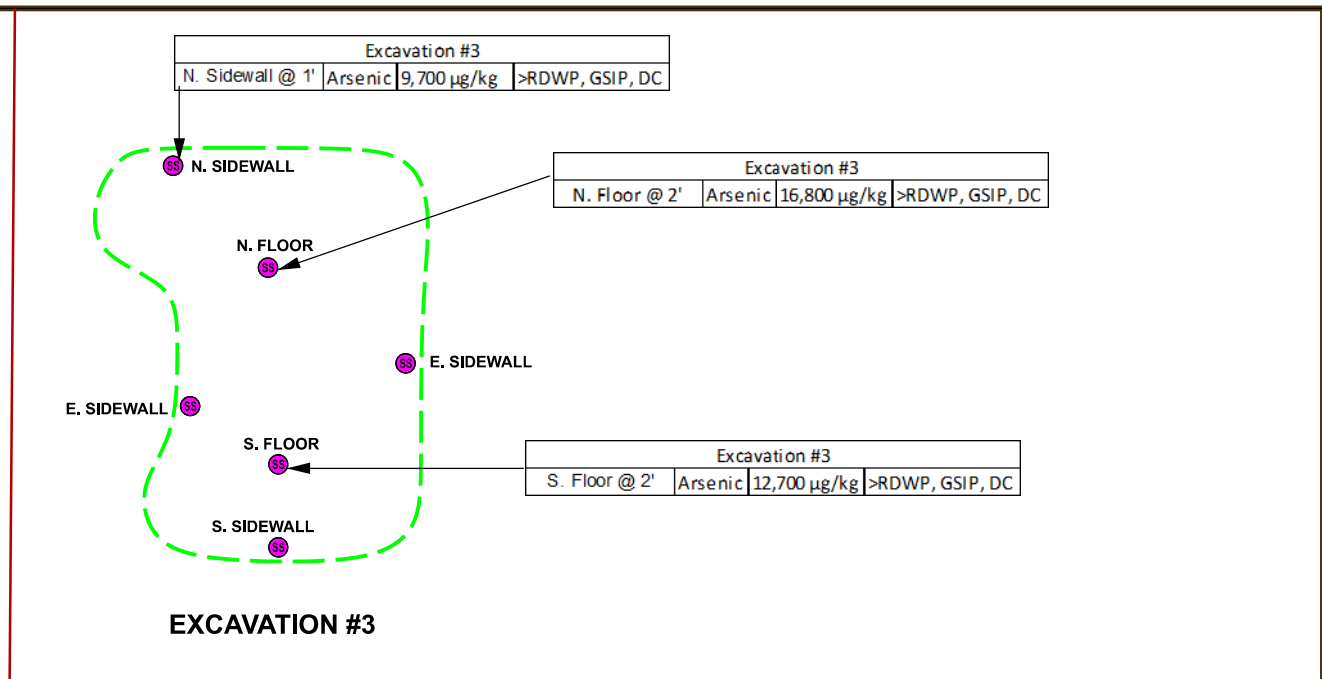 Excavation #3
N. Sidewall @ 1' Arsenic 9,700 µg/kg >RDWP, GSIP, DC
SS N. SIDEWALL
Excavation #3
N. Floor @ 2' Arsenic 16,800 µg/kg >RDWP, GSIP, DC
N. FLOOR
SS
SS E. SIDEWALL
E. SIDEWALL SS
S. FLOOR
SS
Excavation #3
S. Floor @ 2' Arsenic 12,700 µg/kg >RDWP, GSIP, DC
S. SIDEWALL
SS
EXCAVATION #3